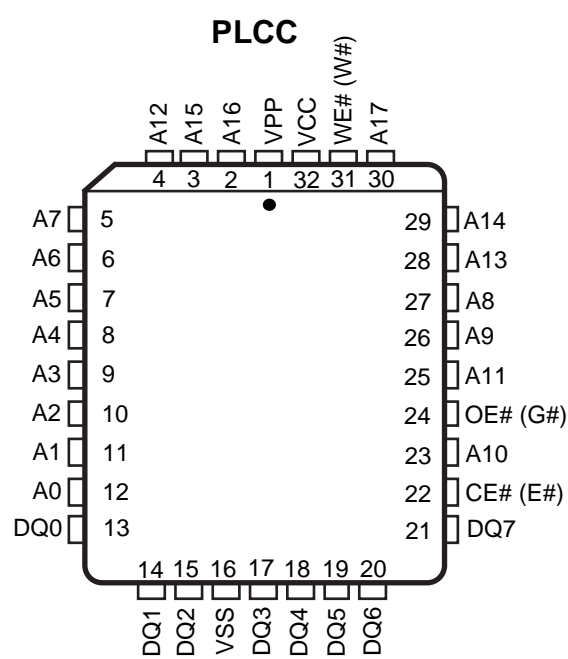 PLCC
A12 A15 A16 VPP VCC WE# (W#) A17
4 3 2 1 32 31 30
A7 5 29 A14
A6 6 28 A13
A5 7 27 A8
A4 8 26 A9
A3 9 25 A11
A2 10 24 OE# (G#)
A1 11 23 A10
A0 12 22 CE# (E#)
DQ0 13 21 DQ7
14 15 16 17 18 19 20
DQ1 DQ2 VSS DQ3 DQ4 DQ5 DQ6